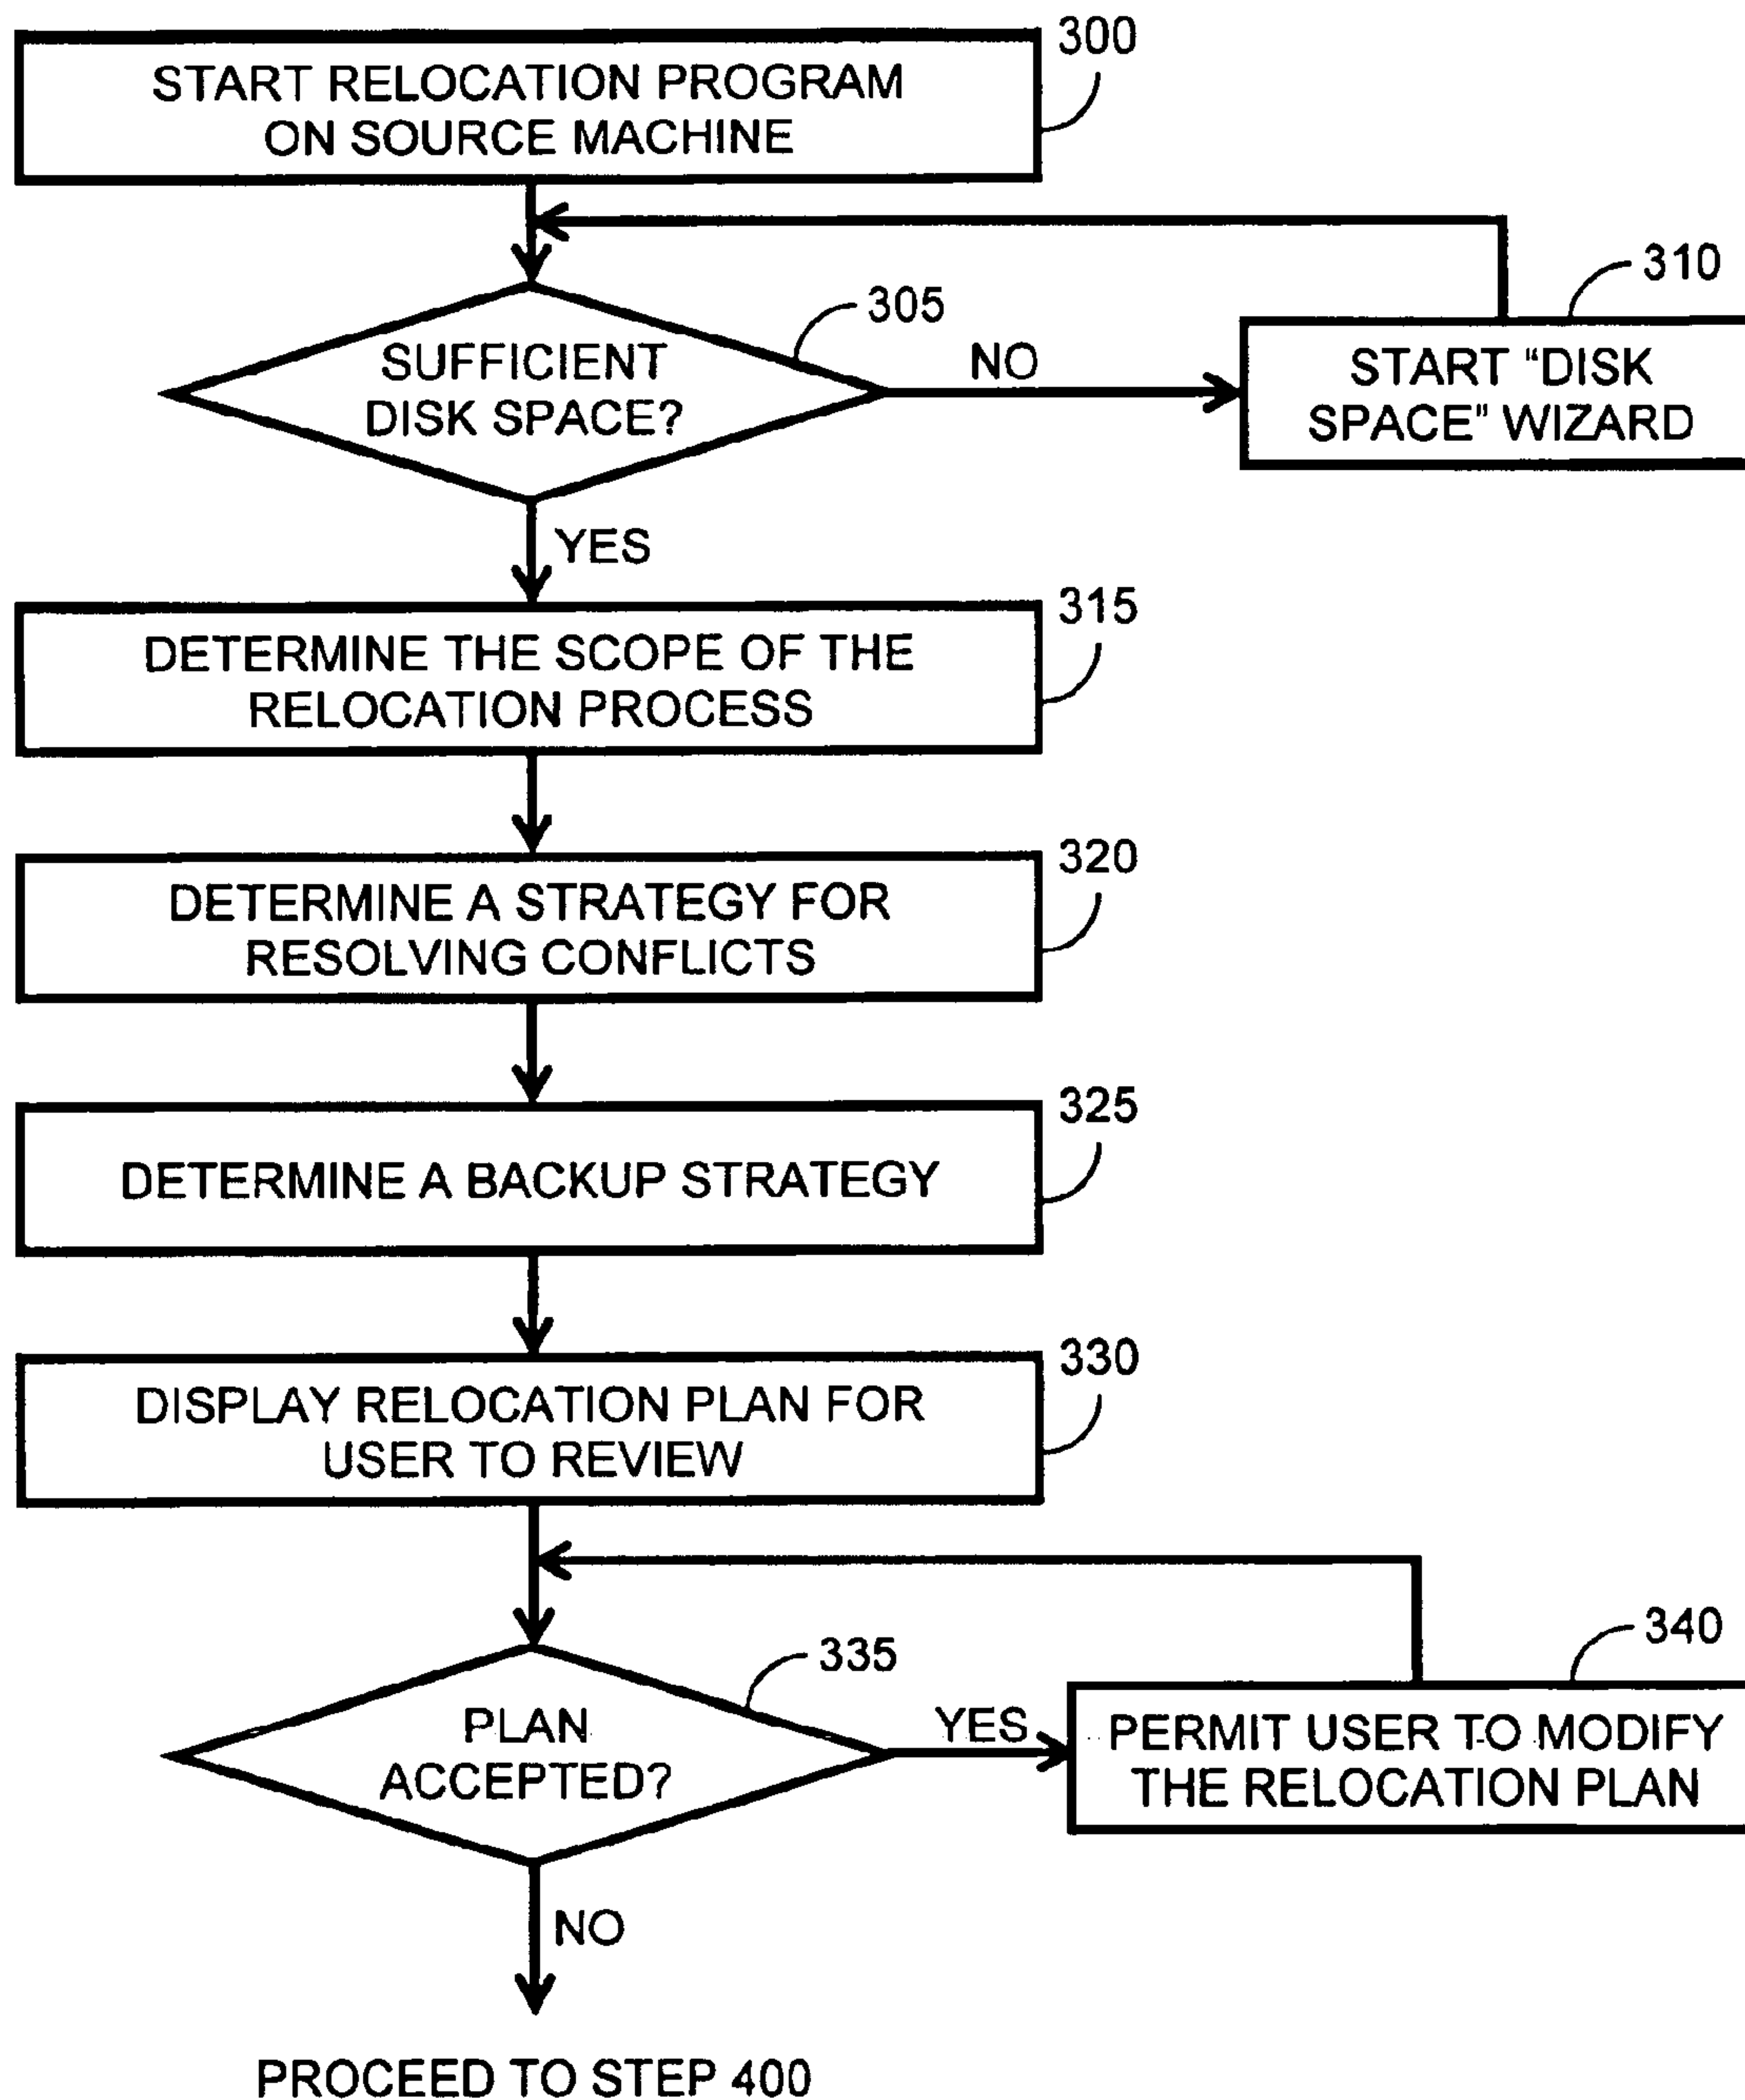 300
START RELOCATION PROGRAM
ON SOURCE MACHINE
305
SUFFICIENT
DISK SPACE?
NO
310
START “DISK
SPACE” WIZARD
YES
315
DETERMINE THE SCOPE OF THE
RELOCATION PROCESS
320
DETERMINE A STRATEGY FOR
RESOLVING CONFLICTS
325
DETERMINE A BACKUP STRATEGY
330
DISPLAY RELOCATION PLAN FOR
USER TO REVIEW
335
PLAN
ACCEPTED?
YES
340
PERMIT USER TO MODIFY
THE RELOCATION PLAN
NO
PROCEED TO STEP 400